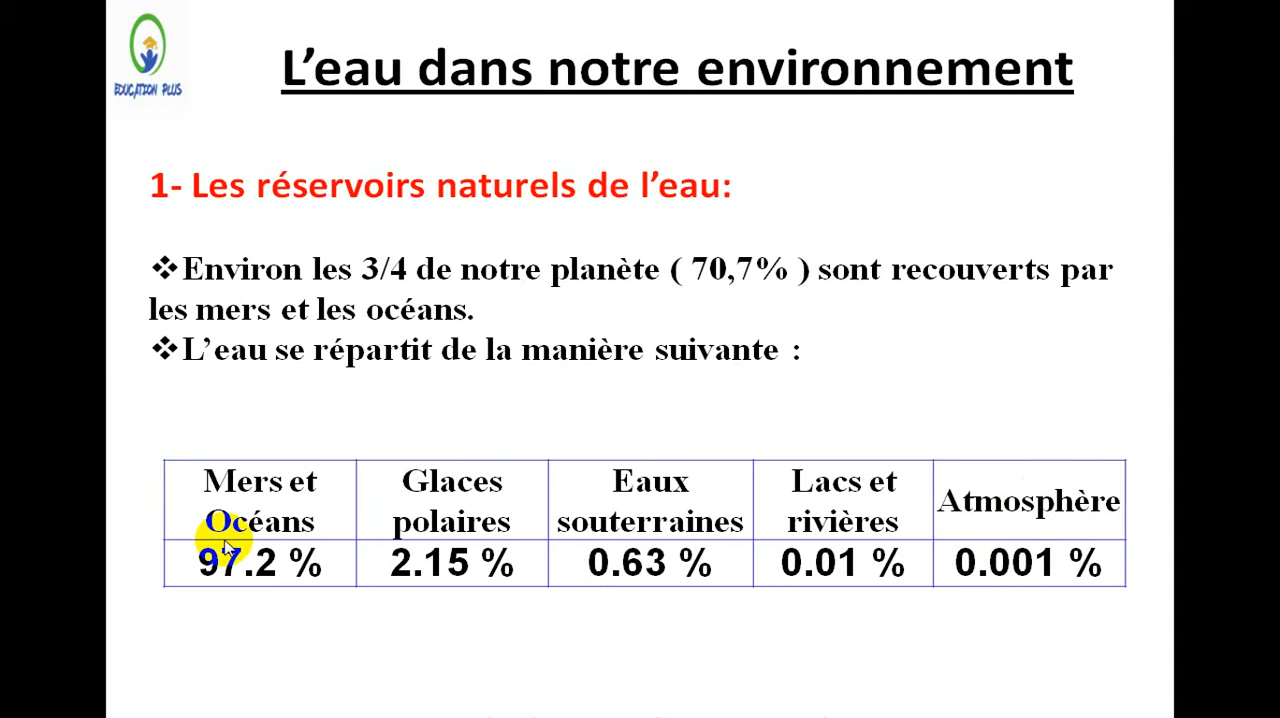 EDUCATION PLUS
L’eau dans notre environnement
1- Les réservoirs naturels de l’eau:
❖Environ les 3/4 de notre planète ( 70,7% ) sont recouverts par
les mers et les océans.
❖L’eau se répartit de la manière suivante :
Mers et Océans Glaces polaires Eaux souterraines Lacs et rivières Atmosphère
97.2 % 2.15 % 0.63 % 0.01 % 0.001 %